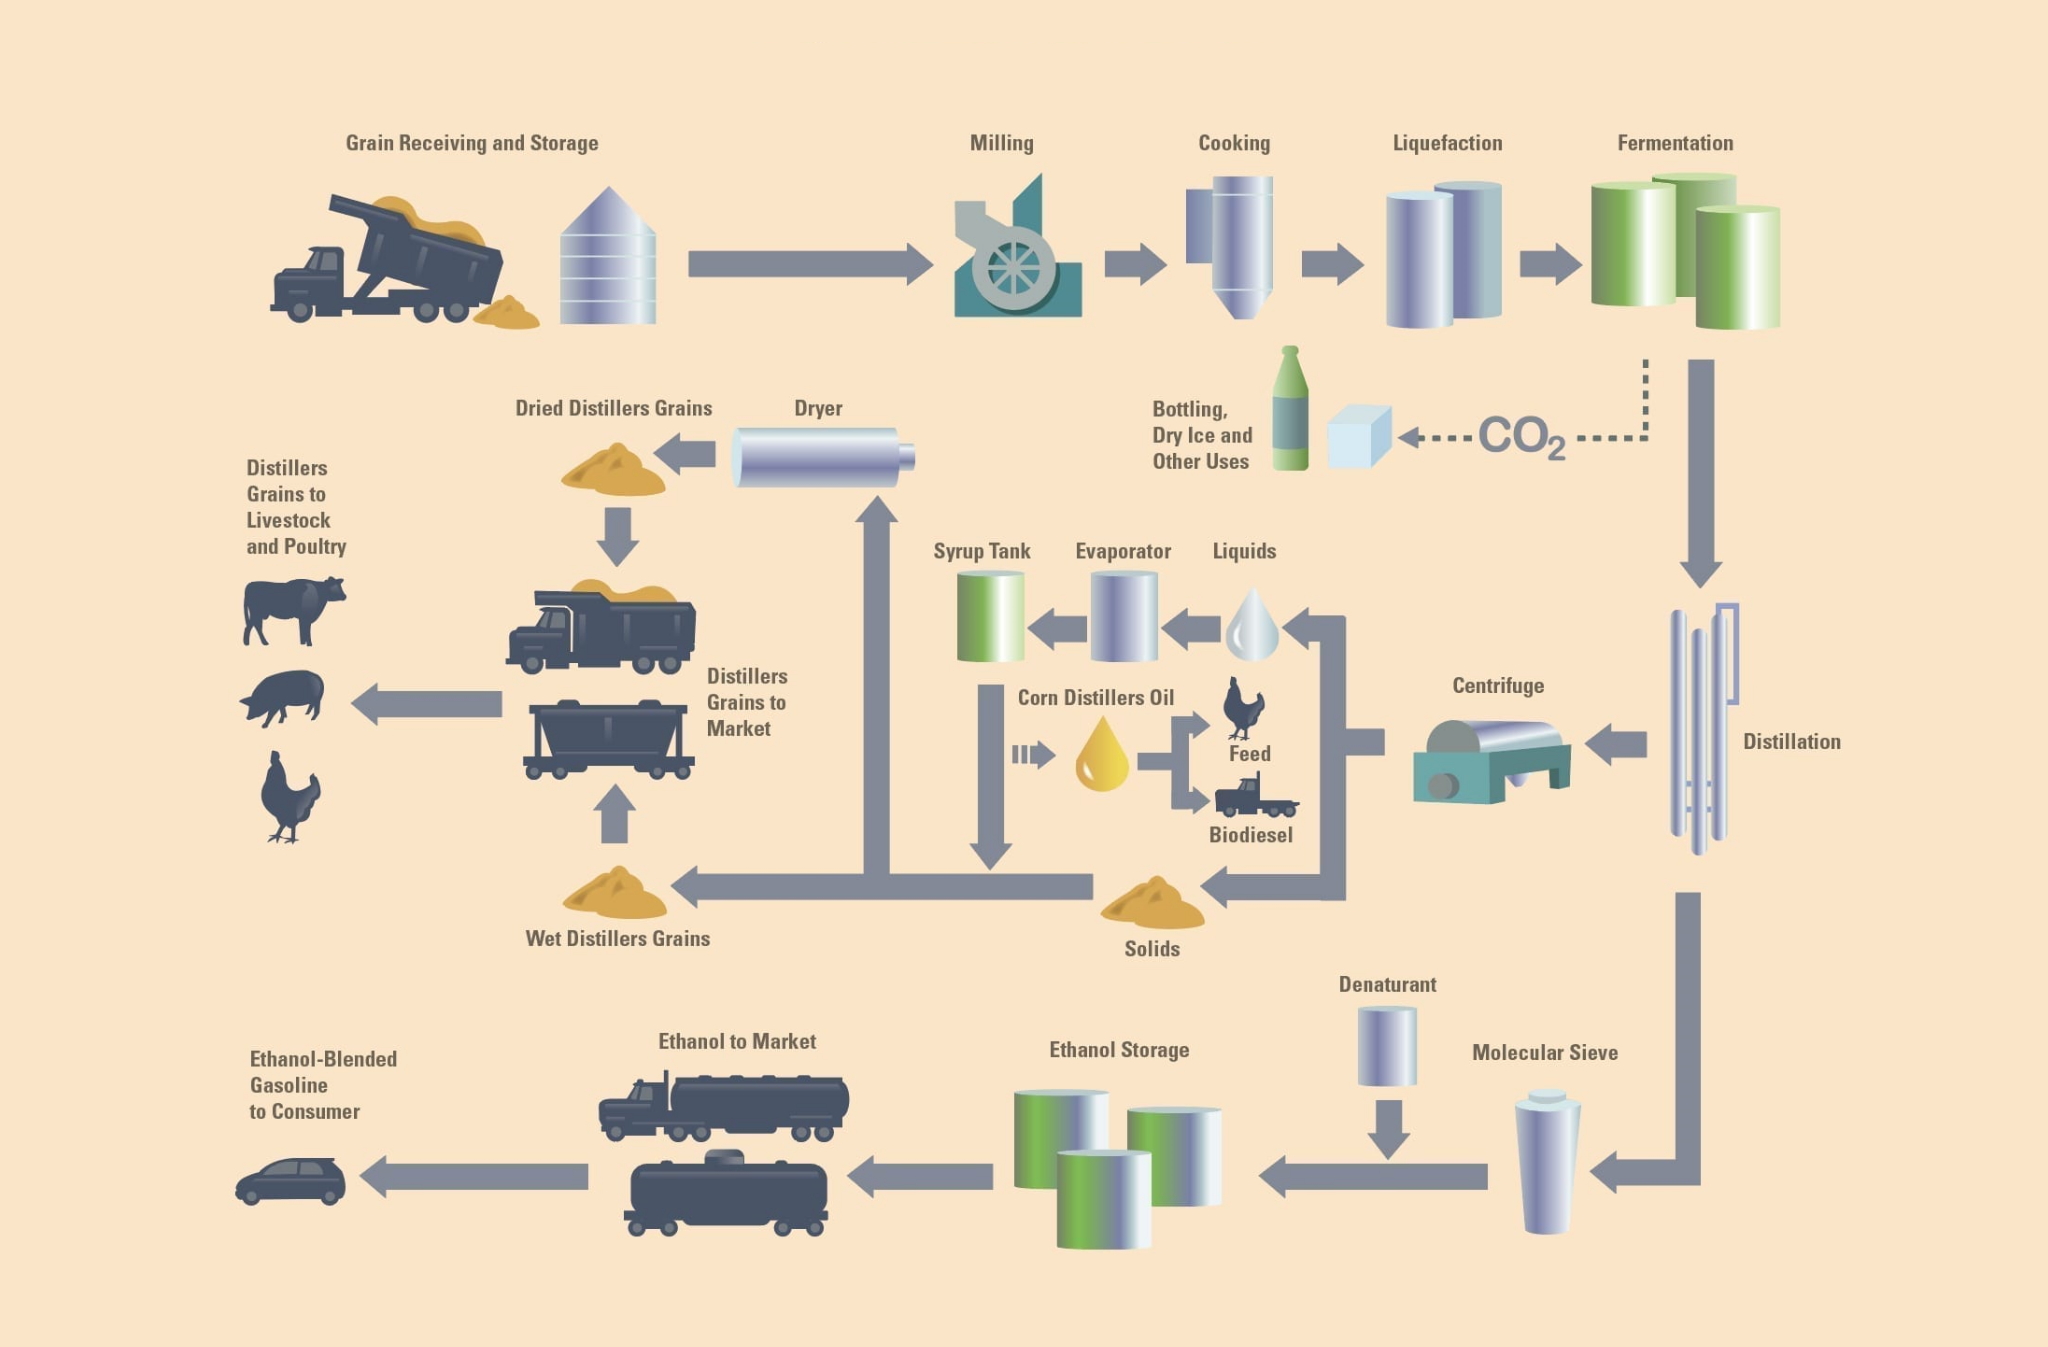 Grain Receiving and Storage
Milling
Cooking
Liquefaction
Fermentation
Bottling,
Dry Ice and
Other Uses
CO2
Dried Distillers Grains
Dryer
Distillers
Grains to
Livestock
and Poultry
Syrup Tank
Evaporator
Liquids
Distillers
Grains to
Market
Corn Distillers Oil
Feed
Biodiesel
Centrifuge
Distillation
Wet Distillers Grains
Solids
Denaturant
Ethanol-Blended
Gasoline
to Consumer
Ethanol to Market
Ethanol Storage
Molecular Sieve